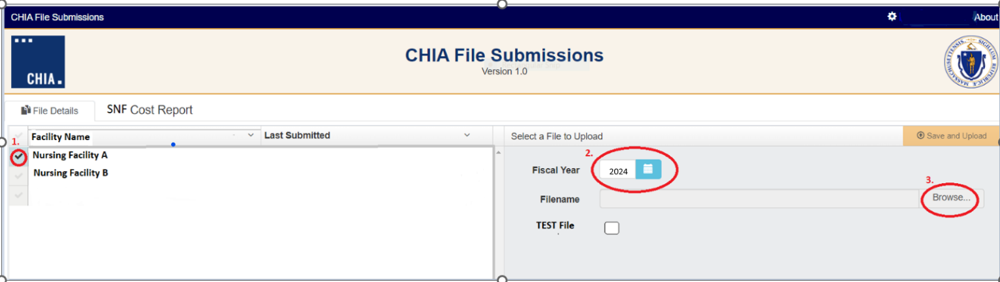 CHIA File Submissions
About
CHIA.
CHIA File Submissions
Version 1.0
File Details
SNF Cost Report
1.
Facility Name
Last Submitted
Select a File to Upload
Save and Upload
Nursing Facility A
Nursing Facility B
2.
Fiscal Year
2024
3.
Filename
Browse...
TEST File